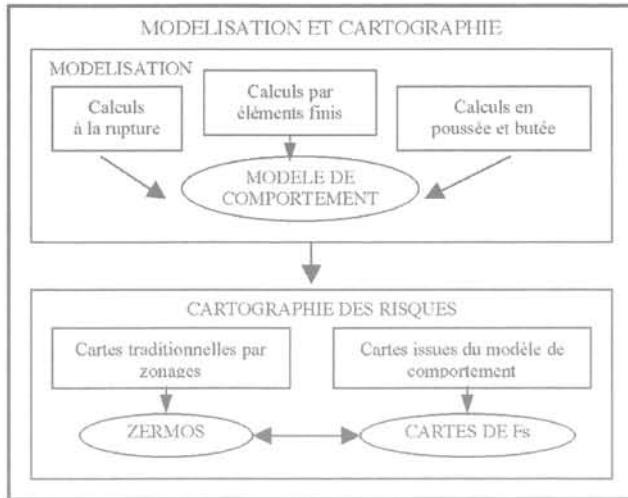 MODELISATION ET CARTOGRAPHIE
MODELISATION
Calculs
à la rupture
Calculs par
éléments finis
Calculs en
poussée et butée
MODELE DE
COMPORTEMENT
CARTOGRAPHIE DES RISQUES
Cartes traditionnelles par
zonages
Cartes issues du modèle de
comportement
ZERMOS
CARTES DE Fs